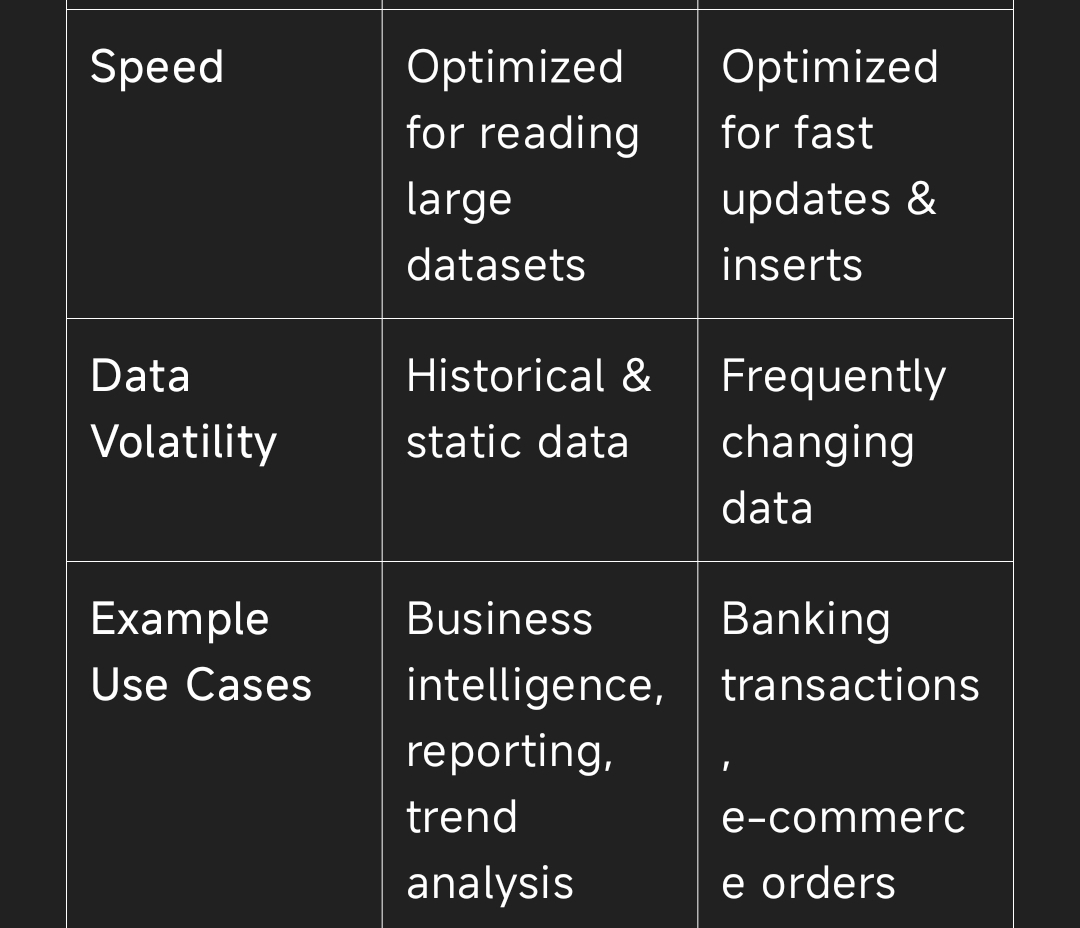 Speed
Optimized
for reading
large
datasets
Optimized
for fast
updates &
inserts
Data
Volatility
Historical &
static data
Frequently
changing
data
Example
Use Cases
Business
intelligence,
reporting,
trend
analysis
Banking
transactions
,
e-commerc
e orders